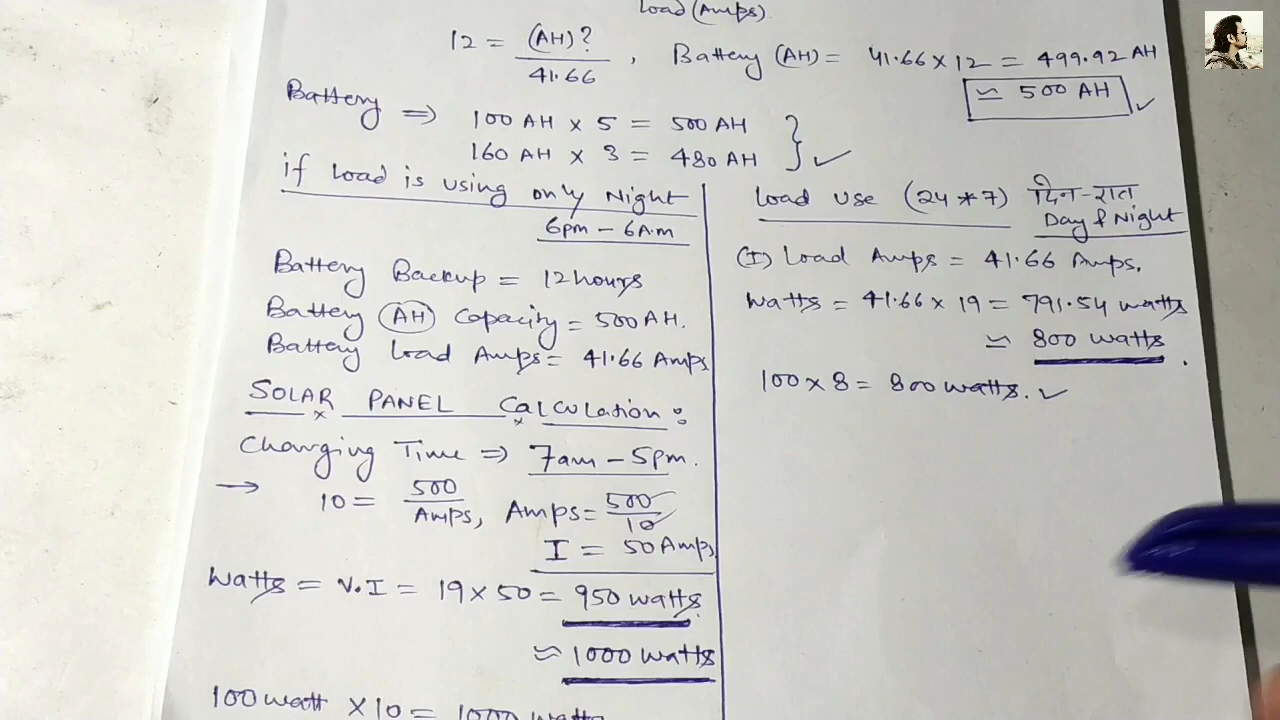 Load (Amps)
12 = (AH)? / 41.66 , Battery (AH) = 41.66 × 12 = 499.92 AH
≃ 500 AH ✓
Battery ⇒ 100 AH × 5 = 500 AH
160 AH × 3 = 480 AH } ✓
if Load is using only Night
6pm – 6A.m
Battery Backup = 12 hours
Battery (AH) Capacity = 500 AH.
Battery Load Amps = 41.66 Amps
SOLAR PANEL Calculation :
Charging Time ⇒ 7am – 5pm.
→ 10 = 500 / Amps, Amps = 500 / 10
I = 50 Amps
Watts = V.I = 19 × 50 = 950 watts
≃ 1000 watts
100 watt × 10 = 1000 watts
Load Use (24*7) दिन-रात
Day & Night
(I) Load Amps = 41.66 Amps.
Watts = 41.66 × 19 = 791.54 watts
≃ 800 watts.
100 × 8 = 800 watts. ✓